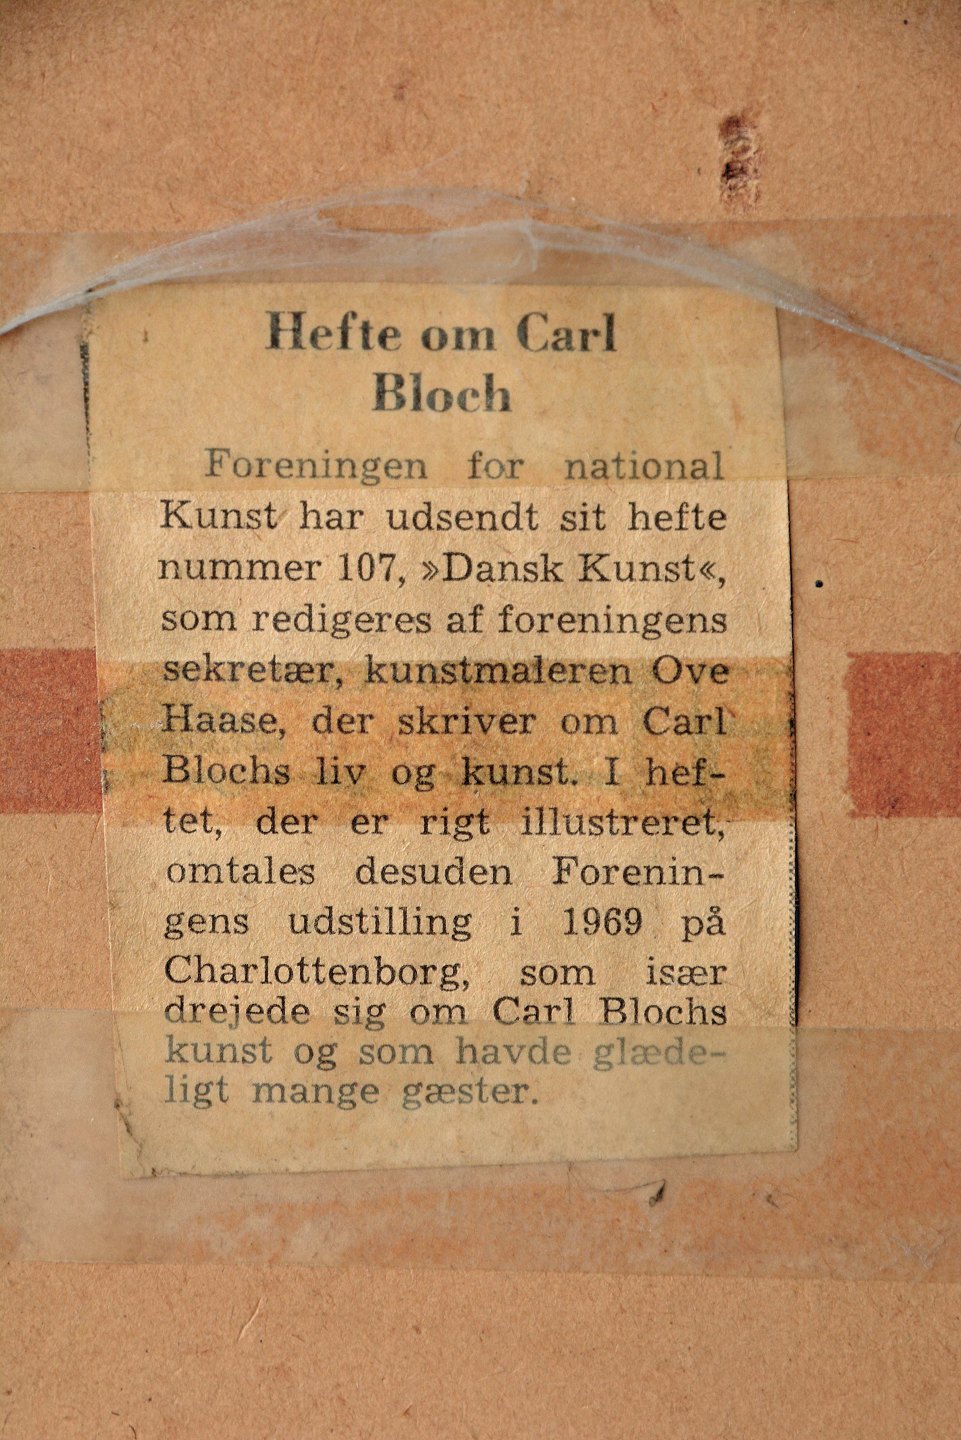 Hefte om Carl
Bloch
Foreningen for national
Kunst har udsendt sit hefte
nummer 107, »Dansk Kunst«,
som redigeres af foreningens
sekretær, kunstmaleren Ove
Haase, der skriver om Carl
Blochs liv og kunst. I hef-
tet, der er rigt illustreret,
omtales desuden Forenin-
gens udstilling i 1969 på
Charlottenborg, som især
drejede sig om Carl Blochs
kunst og som havde glæde-
ligt mange gæster.